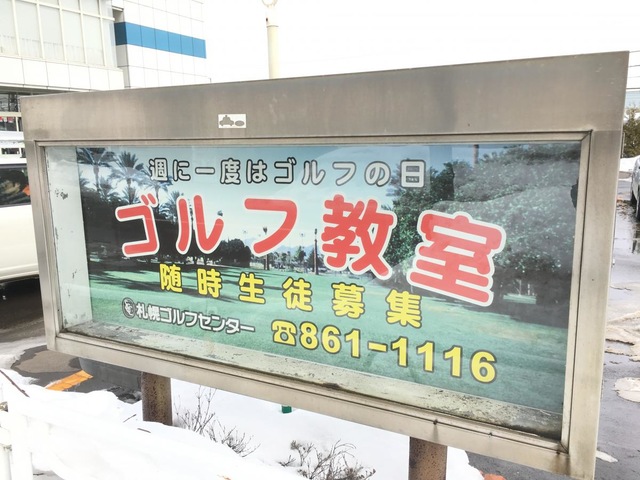 週に一度はゴルフの日
ゴルフ教室
随時生徒募集
札幌ゴルフセンター ☎861-1116